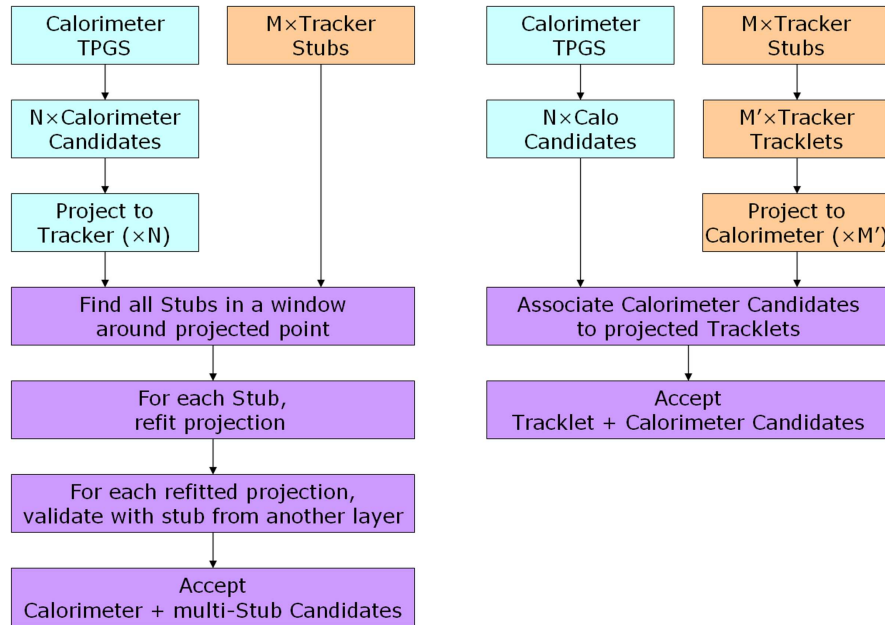 Calorimeter
TPGS
M×Tracker
Stubs
N×Calorimeter
Candidates
Project to
Tracker (×N)
Find all Stubs in a window
around projected point
For each Stub,
refit projection
For each refitted projection,
validate with stub from another layer
Accept
Calorimeter + multi-Stub Candidates
Calorimeter
TPGS
M×Tracker
Stubs
N×Calo
Candidates
M’×Tracker
Tracklets
Project to
Calorimeter (×M’)
Associate Calorimeter Candidates
to projected Tracklets
Accept
Tracklet + Calorimeter Candidates